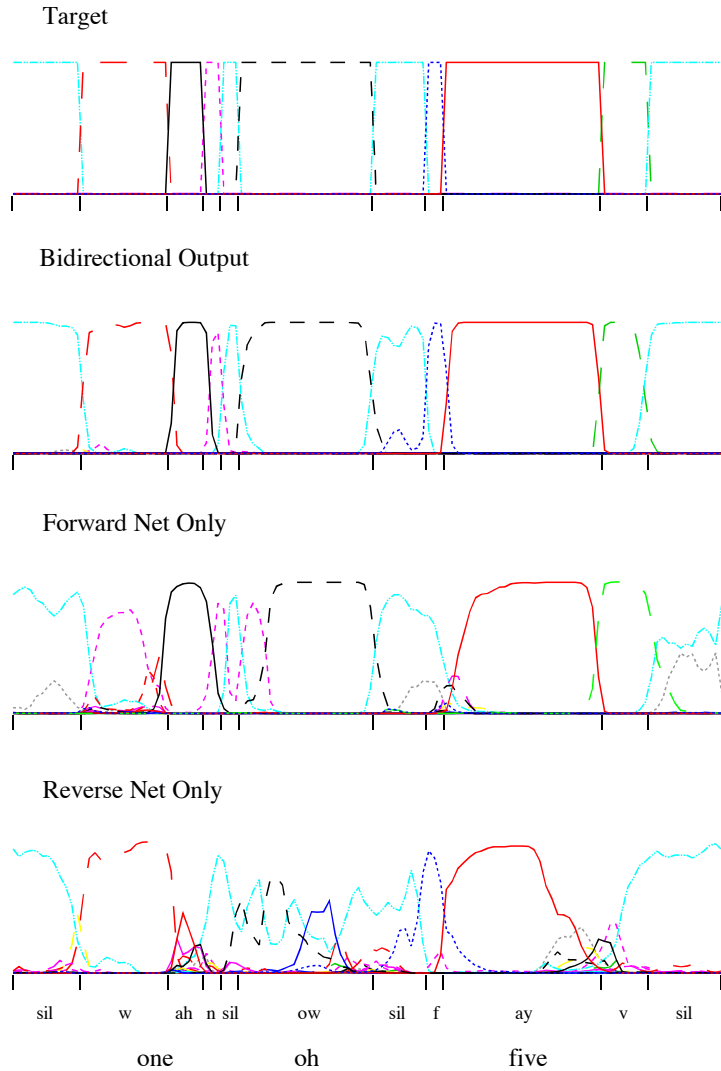 Target
Bidirectional Output
Forward Net Only
Reverse Net Only
sil w ah n sil ow sil f ay v sil
one oh five